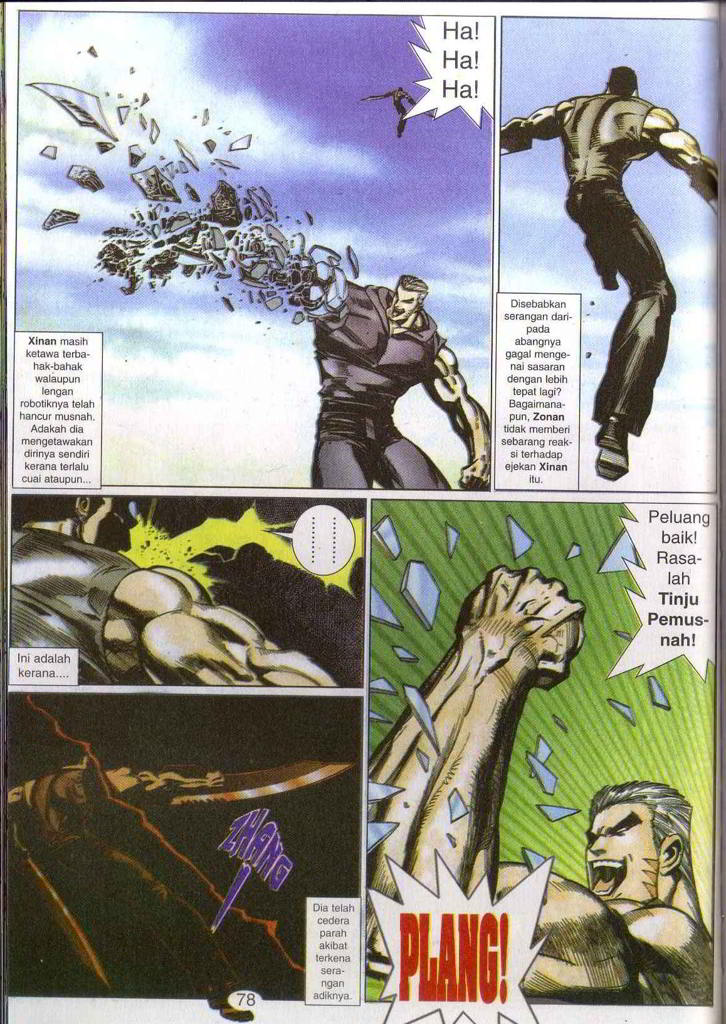 Ha!
Ha!
Ha!
Xinan masih
ketawa terba-
hak-bahak
walaupun
lengan
robotiknya telah
hancur musnah.
Adakah dia
mengetawakan
dirinya sendiri
kerana terlalu
cuai ataupun...
Disebabkan
serangan dari-
pada
abangnya
gagal menge-
nai sasaran
dengan lebih
tepat lagi?
Bagaimana-
pun, Zonan
tidak memberi
sebarang reak-
si terhadap
ejekan Xinan
itu.
Ini adalah
kerana....
Peluang
baik!
Rasa-
lah
Tinju
Pemus-
nah!
ZHANG!
Dia telah
cedera
parah
akibat
terkena
sera-
ngan
adiknya.
PLANG!
78